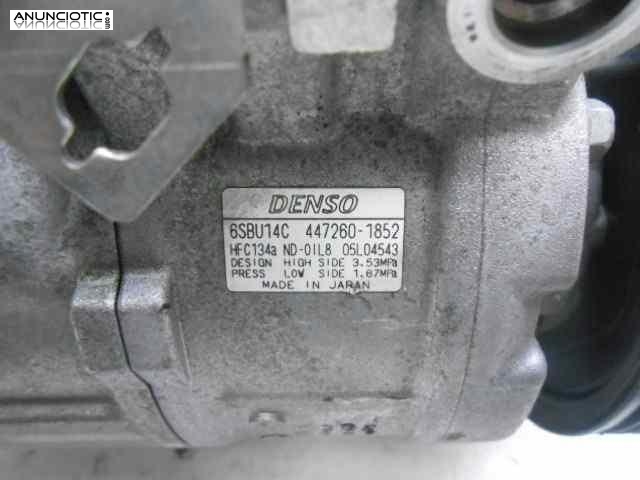 ANUNCIOTIC
.com
DENSO
6SBU14C 447260-1852
HFC134a ND-OIL8 05L04543
DESIGN HIGH SIDE 3.53MPa
PRESS LOW SIDE 1.67MPa
MADE IN JAPAN